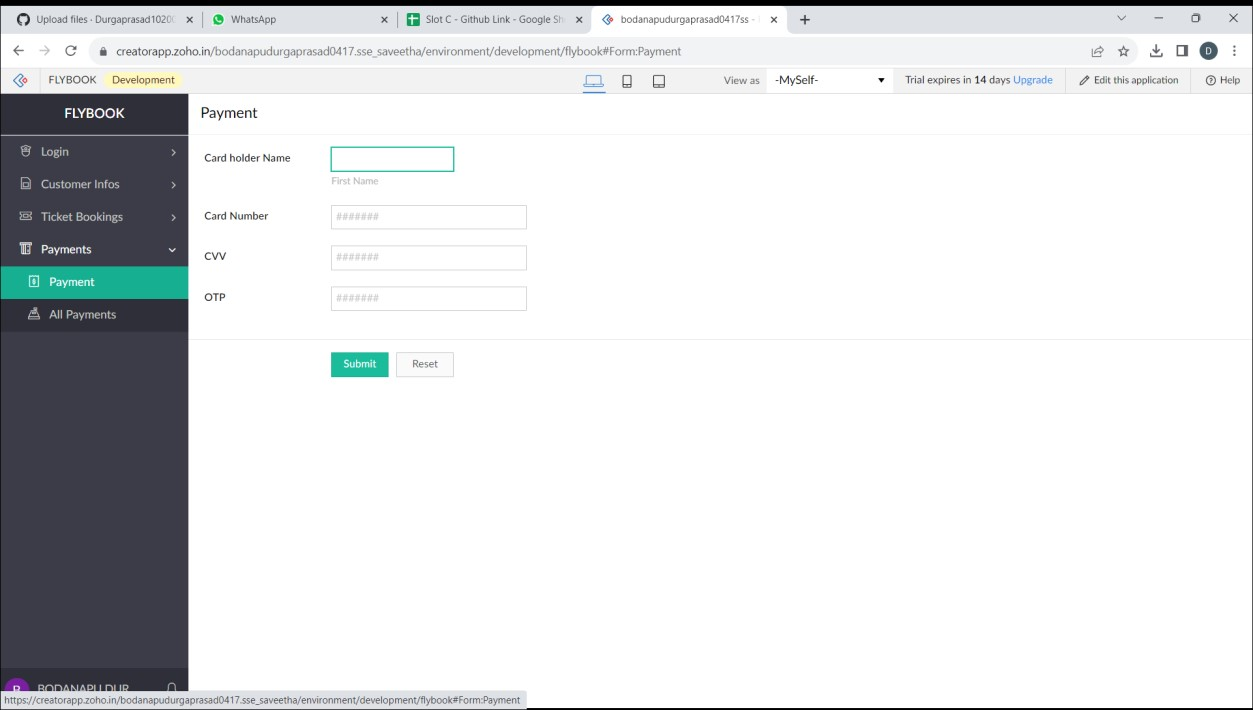 Upload files · Durgaprasad1020
WhatsApp
Slot C - Github Link - Google Sh
bodanapudurgaprasad0417ss -
creatorapp.zoho.in/bodanapudurgaprasad0417.sse_saveetha/environment/development/flybook#Form:Payment
D
FLYBOOK Development
View as -MySelf-
Trial expires in 14 days Upgrade
Edit this application
Help
FLYBOOK
Login
Customer Infos
Ticket Bookings
Payments
Payment
All Payments
BODANAPU DUR
Payment
Card holder Name
First Name
Card Number #######
CVV #######
OTP #######
Submit Reset
https://creatorapp.zoho.in/bodanapudurgaprasad0417.sse_saveetha/environment/development/flybook#Form:Payment